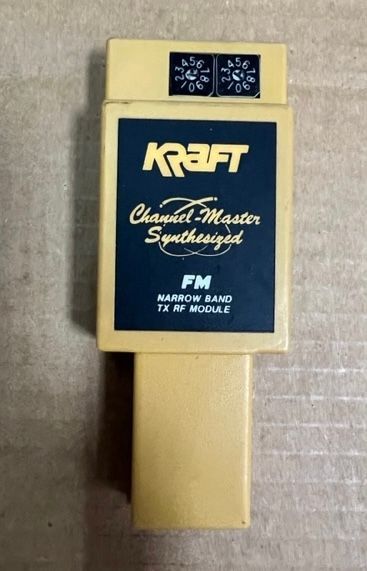 KRAFT
Channel-Master
Synthesized
FM
NARROW BAND
TX RF MODULE